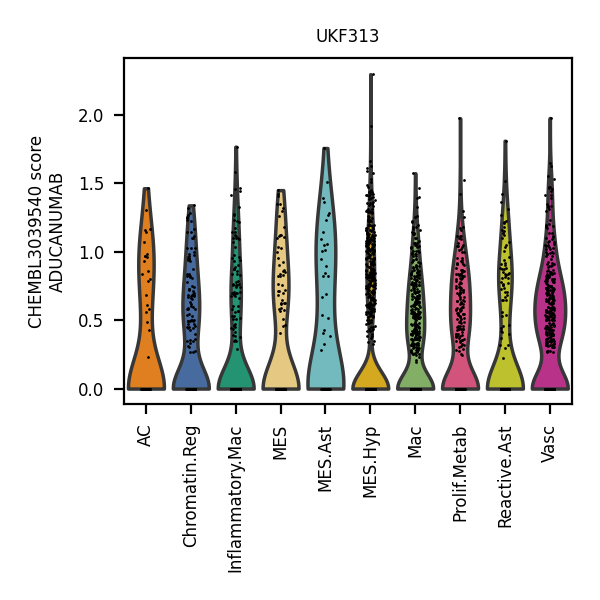 UKF313
CHEMBL3039540 score
ADUCANUMAB
2.0
1.5
1.0
0.5
0.0
AC
Chromatin.Reg
Inflammatory.Mac
MES
MES.Ast
MES.Hyp
Mac
Prolif.Metab
Reactive.Ast
Vasc